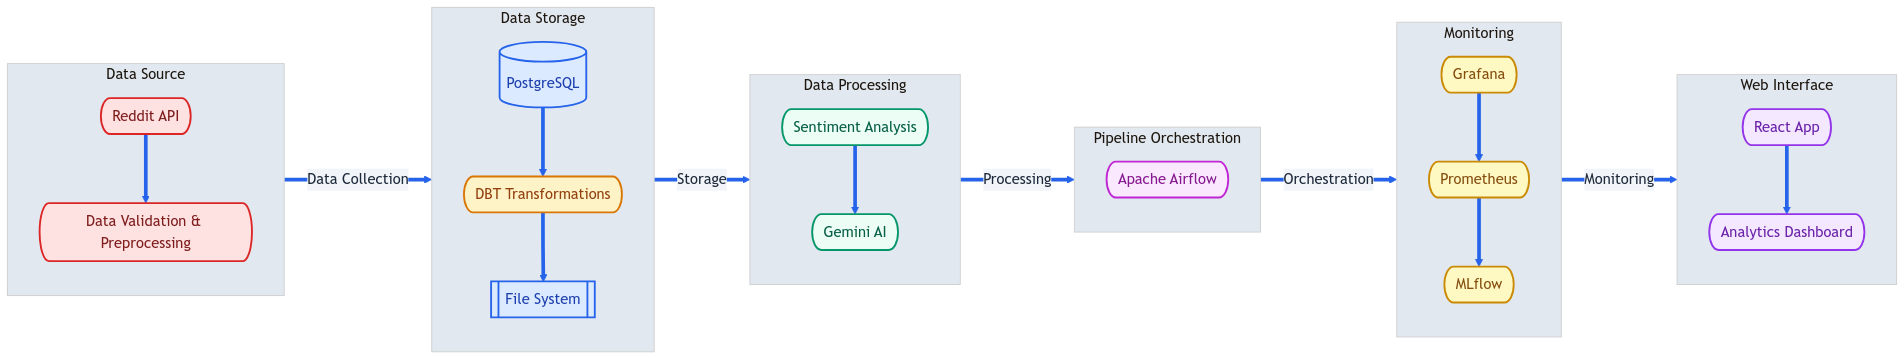 Data Source
Reddit API
Data Validation &
Preprocessing
Data Collection
Data Storage
PostgreSQL
DBT Transformations
File System
Storage
Data Processing
Sentiment Analysis
Gemini AI
Processing
Pipeline Orchestration
Apache Airflow
Orchestration
Monitoring
Grafana
Prometheus
MLflow
Monitoring
Web Interface
React App
Analytics Dashboard